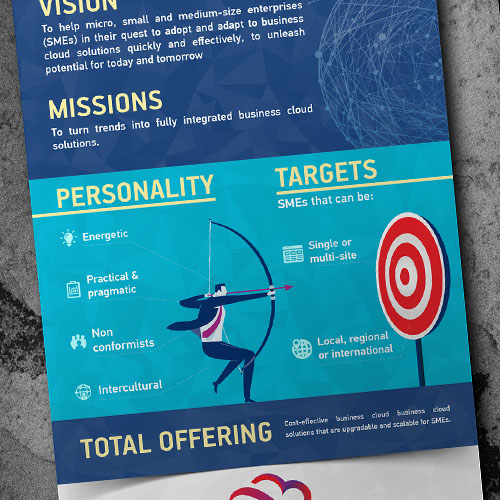 VISION
To help micro, small and medium-size enterprises
(SMEs) in their quest to adopt and adapt to business
cloud solutions quickly and effectively, to unleash
potential for today and tomorrow
MISSIONS
To turn trends into fully integrated business cloud
solutions.
PERSONALITY
Energetic
Practical &
pragmatic
Non
conformists
Intercultural
TARGETS
SMEs that can be:
Single or
multi-site
Local, regional
or international
TOTAL OFFERING
Cost-effective business cloud business cloud
solutions that are upgradable and scalable for SMEs.